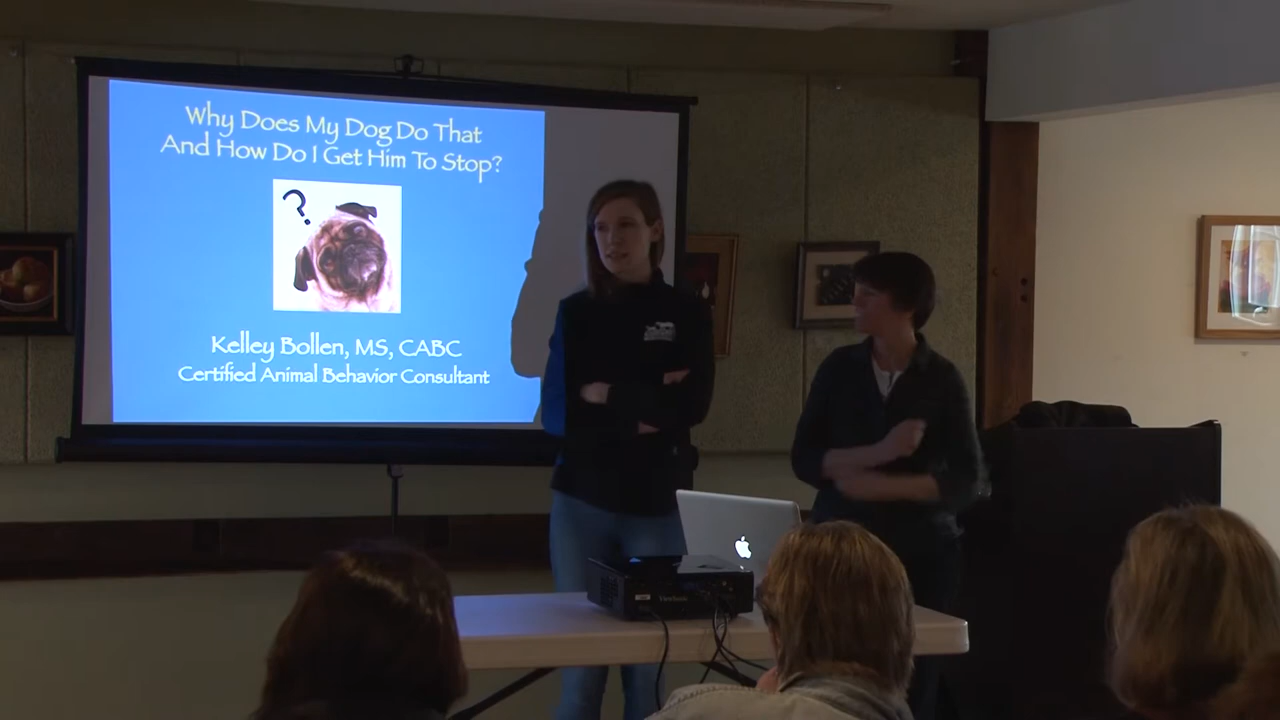 Why Does My Dog Do That
And How Do I Get Him To Stop?
?
Kelley Bollen, MS, CABC
Certified Animal Behavior Consultant
ViewSonic